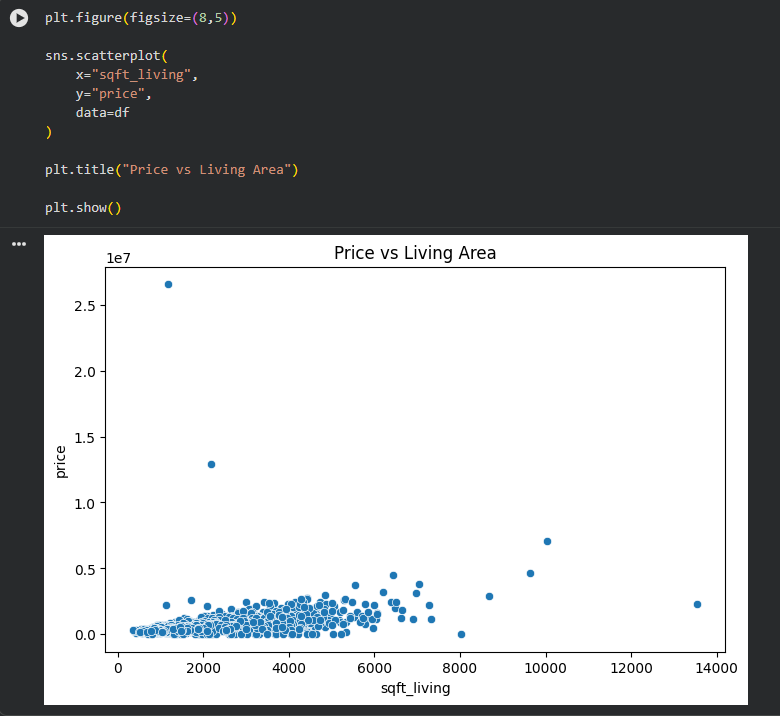 plt.figure(figsize=(8,5))
sns.scatterplot(
x="sqft_living",
y="price",
data=df
)
plt.title("Price vs Living Area")
plt.show()
Price vs Living Area
1e7
2.5
2.0
1.5
1.0
0.5
0.0
price
0 2000 4000 6000 8000 10000 12000 14000
sqft_living